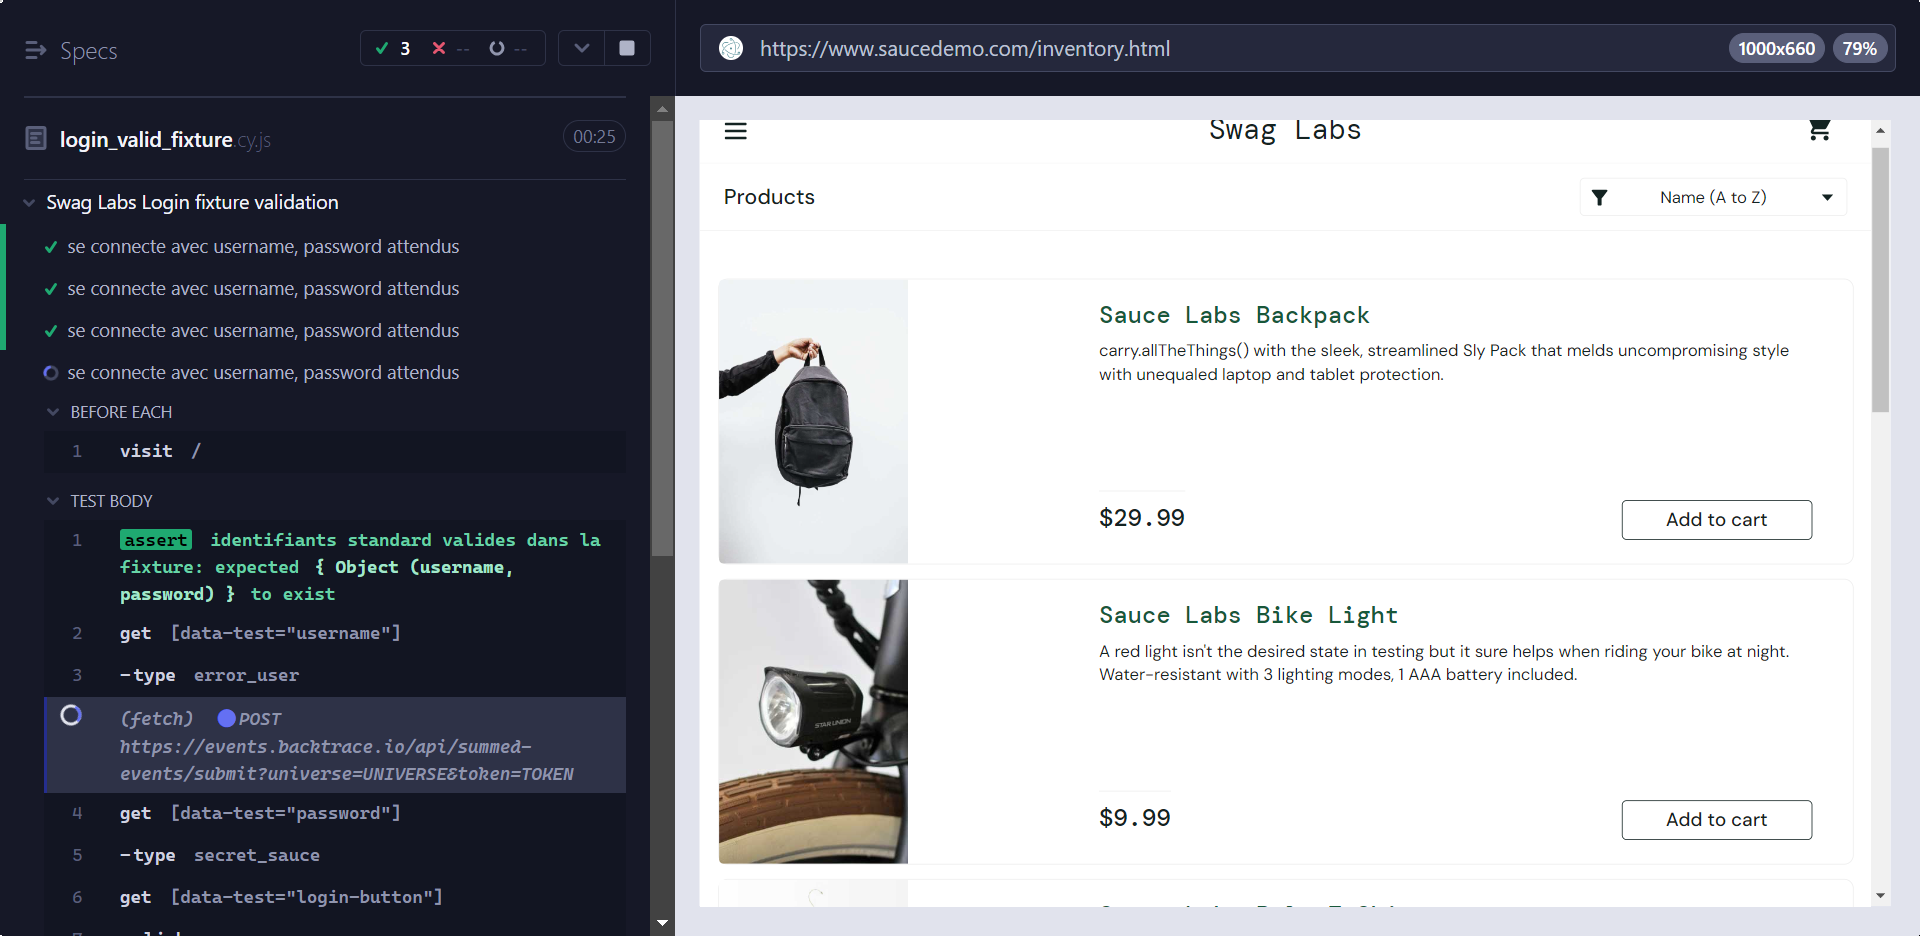 Specs
3 -- --
https://www.saucedemo.com/inventory.html
1000x660
79%
login_valid_fixture.cy.js
00:25
Swag Labs Login fixture validation
se connecte avec username, password attendus
se connecte avec username, password attendus
se connecte avec username, password attendus
se connecte avec username, password attendus
BEFORE EACH
1 visit /
TEST BODY
1 assert identifiants standard valides dans la
fixture: expected { Object (username,
password) } to exist
2 get [data-test="username"]
3 -type error_user
(fetch) POST
https://events.backtrace.io/api/summed-
events/submit?universe=UNIVERSE&token=TOKEN
4 get [data-test="password"]
5 -type secret_sauce
6 get [data-test="login-button"]
Swag Labs
Products
Name (A to Z)
Sauce Labs Backpack
carry.allTheThings() with the sleek, streamlined Sly Pack that melds uncompromising style
with unequaled laptop and tablet protection.
$29.99
Add to cart
Sauce Labs Bike Light
A red light isn't the desired state in testing but it sure helps when riding your bike at night.
Water-resistant with 3 lighting modes, 1 AAA battery included.
STAR UNION
$9.99
Add to cart